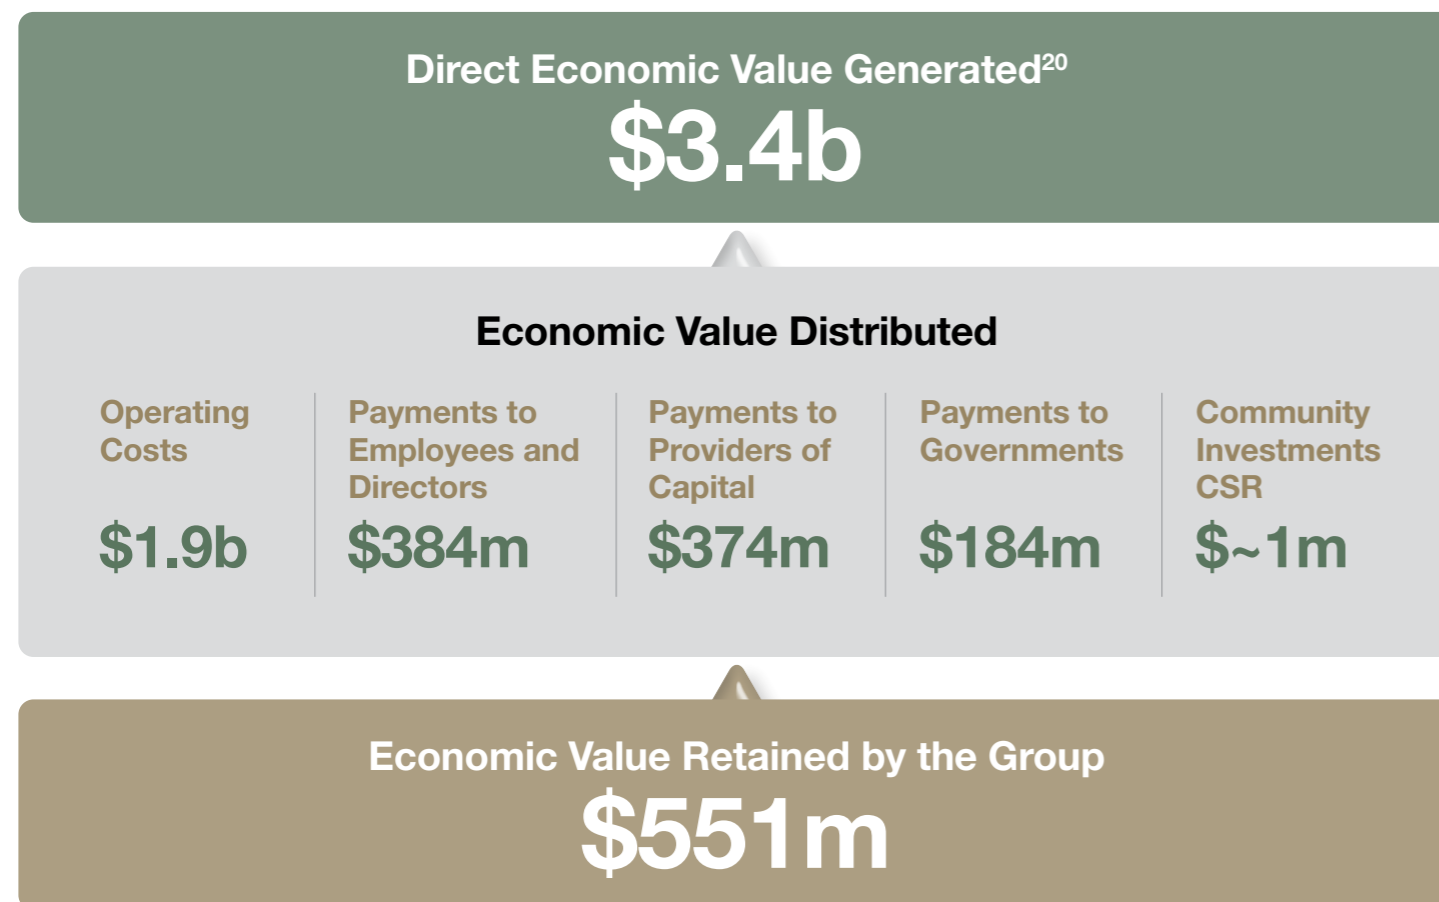 Direct Economic Value Generated20
$3.4b
Economic Value Distributed
Operating
Costs
$1.9b
Payments to
Employees and
Directors
$384m
Payments to
Providers of
Capital
$374m
Payments to
Governments
$184m
Community
Investments
CSR
$~1m
Economic Value Retained by the Group
$551m